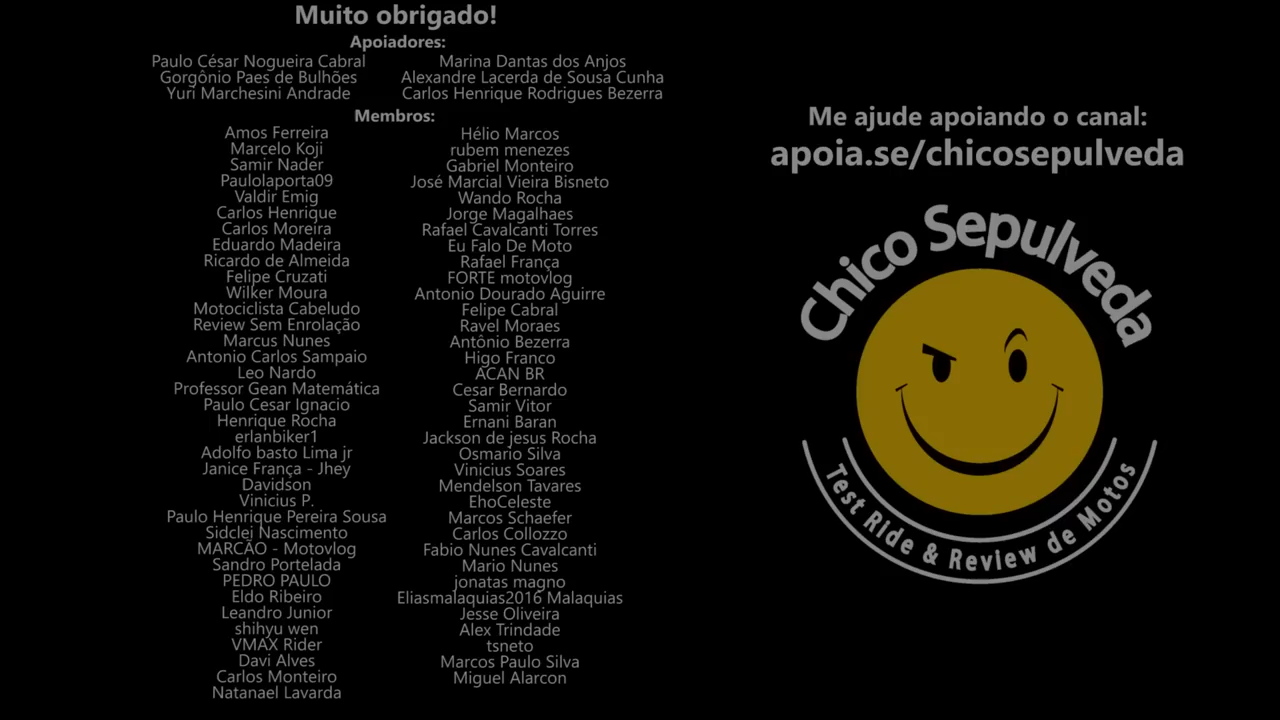 Muito obrigado!
Apoiadores:
Paulo César Nogueira Cabral
Gorgônio Paes de Bulhões
Yuri Marchesini Andrade
Marina Dantas dos Anjos
Alexandre Lacerda de Sousa Cunha
Carlos Henrique Rodrigues Bezerra
Membros:
Amos Ferreira
Marcelo Koji
Samir Nader
Paulolaporta09
Valdir Emig
Carlos Henrique
Carlos Moreira
Eduardo Madeira
Ricardo de Almeida
Felipe Cruzati
Wilker Moura
Motociclista Cabeludo
Review Sem Enrolação
Marcus Nunes
Antonio Carlos Sampaio
Leo Nardo
Professor Gean Matemática
Paulo Cesar Ignacio
Henrique Rocha
erlanbiker1
Adolfo basto Lima jr
Janice França - Jhey
Davidson
Vinicius P.
Paulo Henrique Pereira Sousa
Sidclei Nascimento
MARCÃO - Motovlog
Sandro Portelada
PEDRO PAULO
Eldo Ribeiro
Leandro Junior
shihyu wen
VMAX Rider
Davi Alves
Carlos Monteiro
Natanael Lavarda
Hélio Marcos
rubem menezes
Gabriel Monteiro
José Marcial Vieira Bisneto
Wando Rocha
Jorge Magalhaes
Rafael Cavalcanti Torres
Eu Falo De Moto
Rafael França
FORTE motovlog
Antonio Dourado Aguirre
Felipe Cabral
Ravel Moraes
Antônio Bezerra
Higo Franco
ACAN BR
Cesar Bernardo
Samir Vitor
Ernani Baran
Jackson de jesus Rocha
Osmario Silva
Vinicius Soares
Mendelson Tavares
EhoCeleste
Marcos Schaefer
Carlos Collozzo
Fabio Nunes Cavalcanti
Mario Nunes
jonatas magno
Eliasmalaquias2016 Malaquias
Jesse Oliveira
Alex Trindade
tsneto
Marcos Paulo Silva
Miguel Alarcon
Me ajude apoiando o canal:
apoia.se/chicosepulveda
Chico Sepulveda
Test Ride & Review de Motos